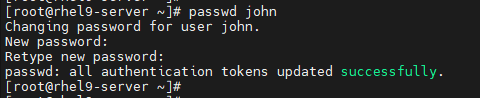 [root@rhel9-server ~]# passwd john
Changing password for user john.
New password:
Retype new password:
passwd: all authentication tokens updated successfully.
[root@rhel9-server ~]#